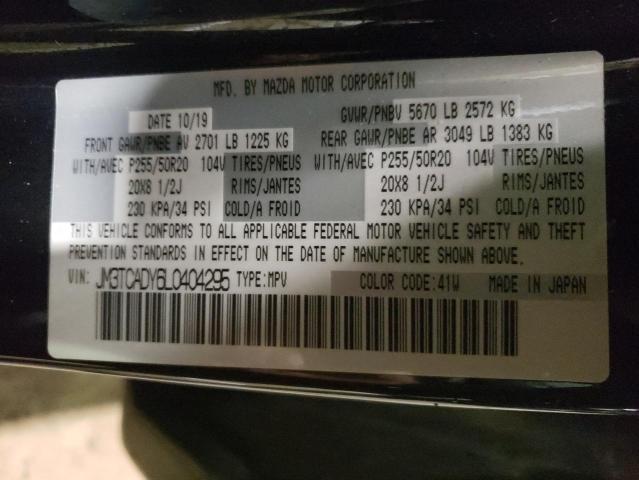 MFD. BY MAZDA MOTOR CORPORATION
DATE 10/19 GVWR/PNBV 5670 LB 2572 KG
FRONT GAWR/PNBE AV 2701 LB 1225 KG REAR GAWR/PNBE AR 3049 LB 1383 KG
WITH/AVEC P255/50R20 104V TIRES/PNEUS WITH/AVEC P255/50R20 104V TIRES/PNEUS
20X8 1/2J RIMS/JANTES 20X8 1/2J RIMS/JANTES
230 KPA/34 PSI COLD/A FROID 230 KPA/34 PSI COLD/A FROID
THIS VEHICLE CONFORMS TO ALL APPLICABLE FEDERAL MOTOR VEHICLE SAFETY AND THEFT
PREVENTION STANDARDS IN EFFECT ON THE DATE OF MANUFACTURE SHOWN ABOVE.
VIN: JM3TCADY6L0404295 TYPE:MPV COLOR CODE:41W MADE IN JAPAN